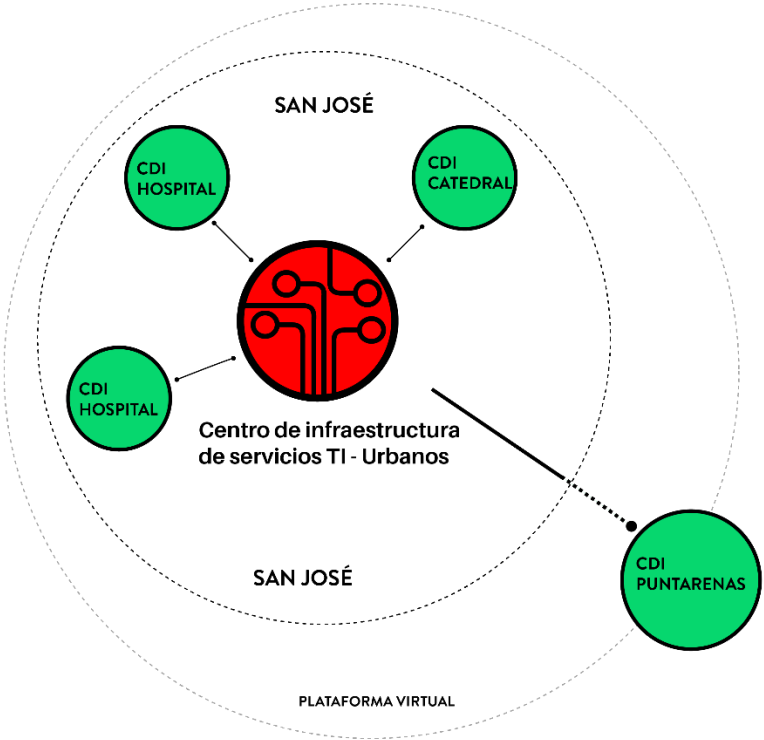 SAN JOSÉ
CDI
HOSPITAL
CDI
CATEDRAL
CDI
HOSPITAL
Centro de infraestructura
de servicios TI - Urbanos
SAN JOSÉ
CDI
PUNTARENAS
PLATAFORMA VIRTUAL